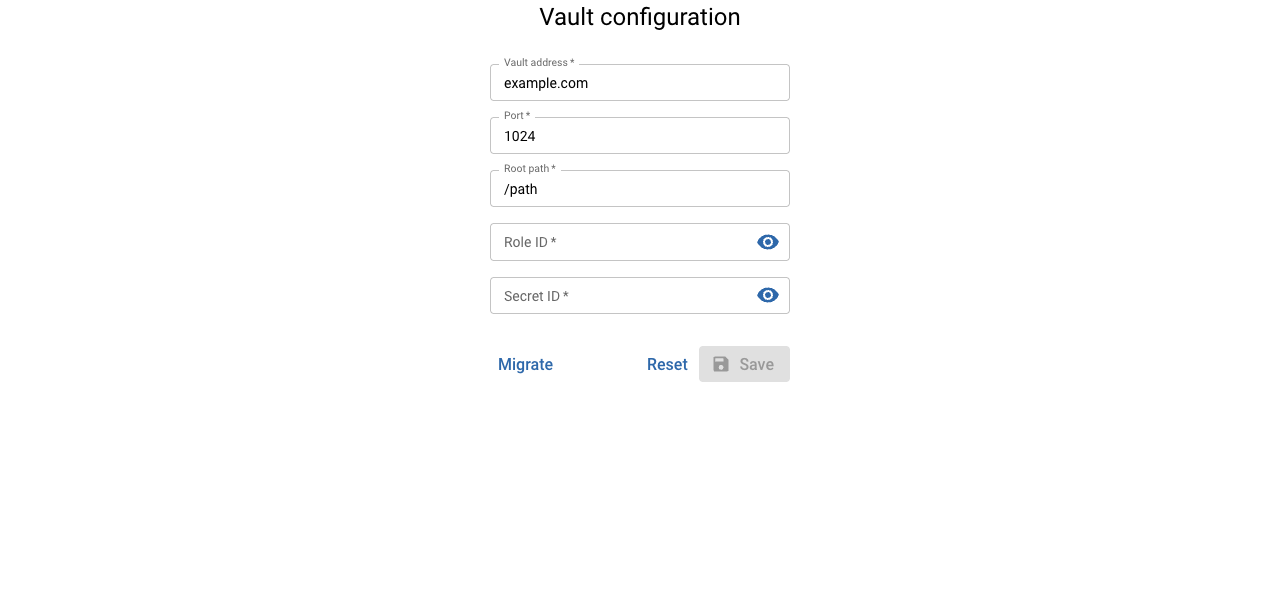 Vault configuration
Vault address *
example.com
Port *
1024
Root path *
/path
Role ID *
Secret ID *
Migrate Reset Save